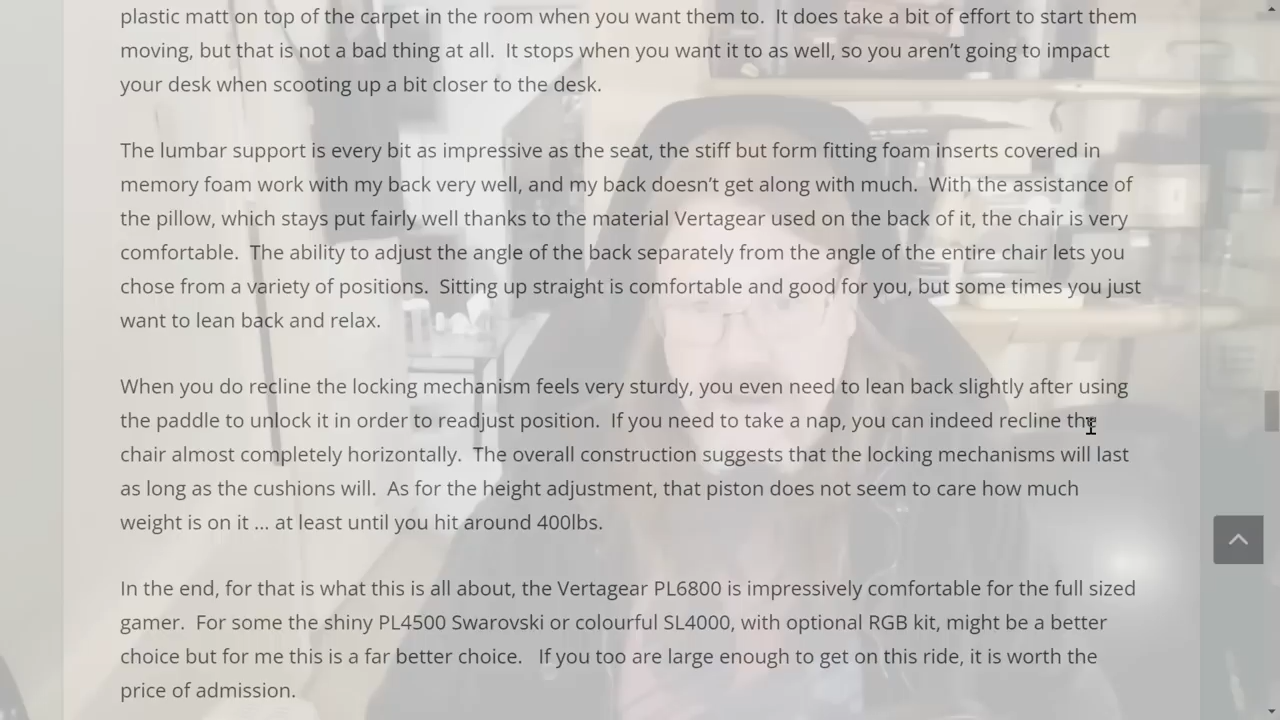 plastic matt on top of the carpet in the room when you want them to.  It does take a bit of effort to start them
moving, but that is not a bad thing at all.  It stops when you want it to as well, so you aren’t going to impact
your desk when scooting up a bit closer to the desk.
The lumbar support is every bit as impressive as the seat, the stiff but form fitting foam inserts covered in
memory foam work with my back very well, and my back doesn’t get along with much.  With the assistance of
the pillow, which stays put fairly well thanks to the material Vertagear used on the back of it, the chair is very
comfortable.  The ability to adjust the angle of the back separately from the angle of the entire chair lets you
chose from a variety of positions.  Sitting up straight is comfortable and good for you, but some times you just
want to lean back and relax.
When you do recline the locking mechanism feels very sturdy, you even need to lean back slightly after using
the paddle to unlock it in order to readjust position.  If you need to take a nap, you can indeed recline the
chair almost completely horizontally.  The overall construction suggests that the locking mechanisms will last
as long as the cushions will.  As for the height adjustment, that piston does not seem to care how much
weight is on it … at least until you hit around 400lbs.
In the end, for that is what this is all about, the Vertagear PL6800 is impressively comfortable for the full sized
gamer.  For some the shiny PL4500 Swarovski or colourful SL4000, with optional RGB kit, might be a better
choice but for me this is a far better choice.   If you too are large enough to get on this ride, it is worth the
price of admission.